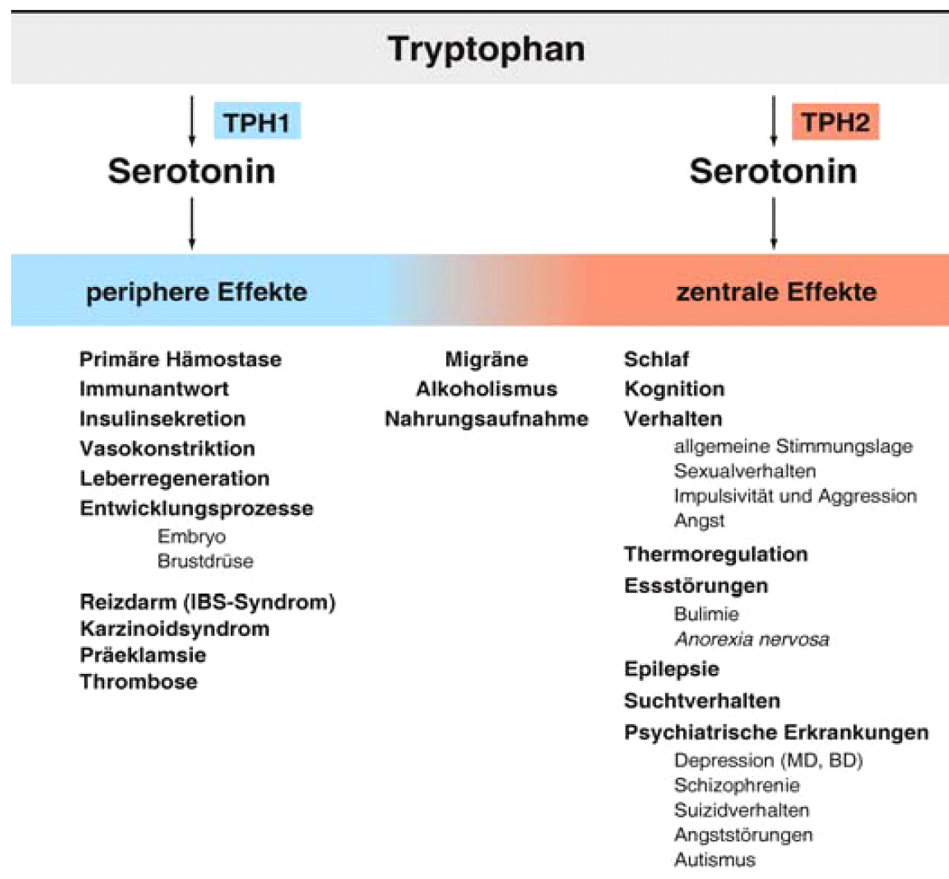 Tryptophan
TPH1
Serotonin
periphere Effekte
Primäre Hämostase
Immunantwort
Insulinsekretion
Vasokonstriktion
Leberregeneration
Entwicklungsprozesse
Embryo
Brustdrüse
Reizdarm (IBS-Syndrom)
Karzinoidsyndrom
Präeklamsie
Thrombose
Migräne
Alkoholismus
Nahrungsaufnahme
TPH2
Serotonin
zentrale Effekte
Schlaf
Kognition
Verhalten
allgemeine Stimmungslage
Sexualverhalten
Impulsivität und Aggression
Angst
Thermoregulation
Essstörungen
Bulimie
Anorexia nervosa
Epilepsie
Suchtverhalten
Psychiatrische Erkrankungen
Depression (MD, BD)
Schizophrenie
Suizidverhalten
Angststörungen
Autismus